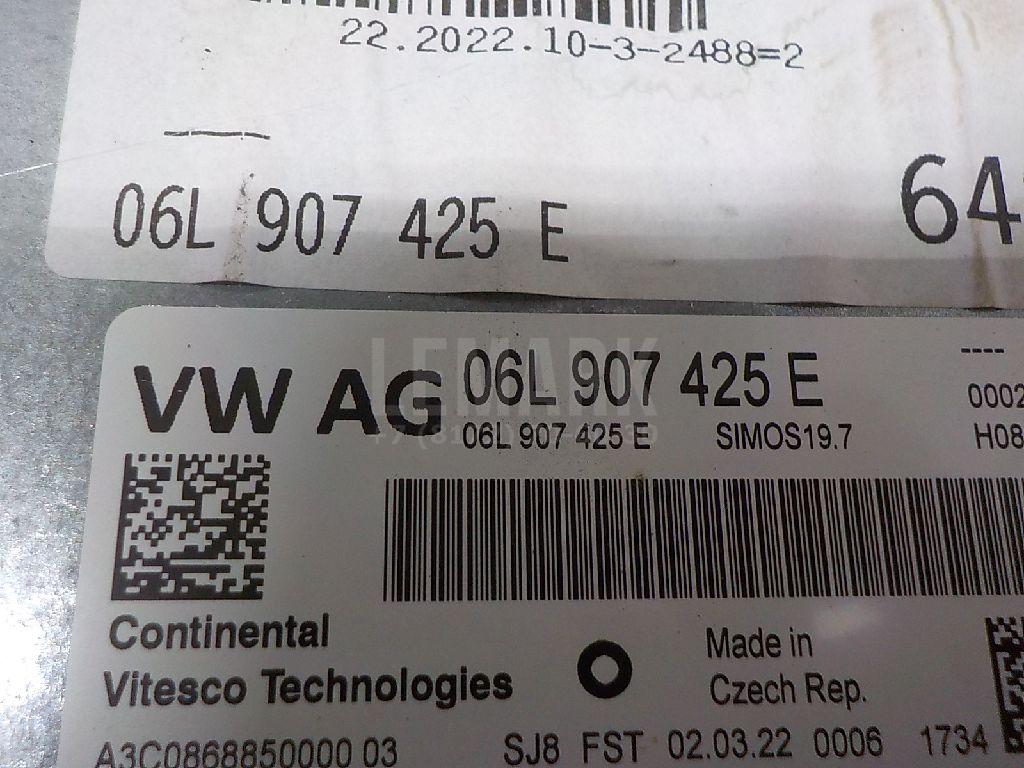 22.2022.10-3-2488=2
06L 907 425 E
64
LEMARK
VW AG 06L 907 425 E ----
06L 907 425 E SIMOS19.7
0002
H08
Continental
Vitesco Technologies
Made in
Czech Rep.
A3C0868850000 03 SJ8 FST 02.03.22 0006 1734